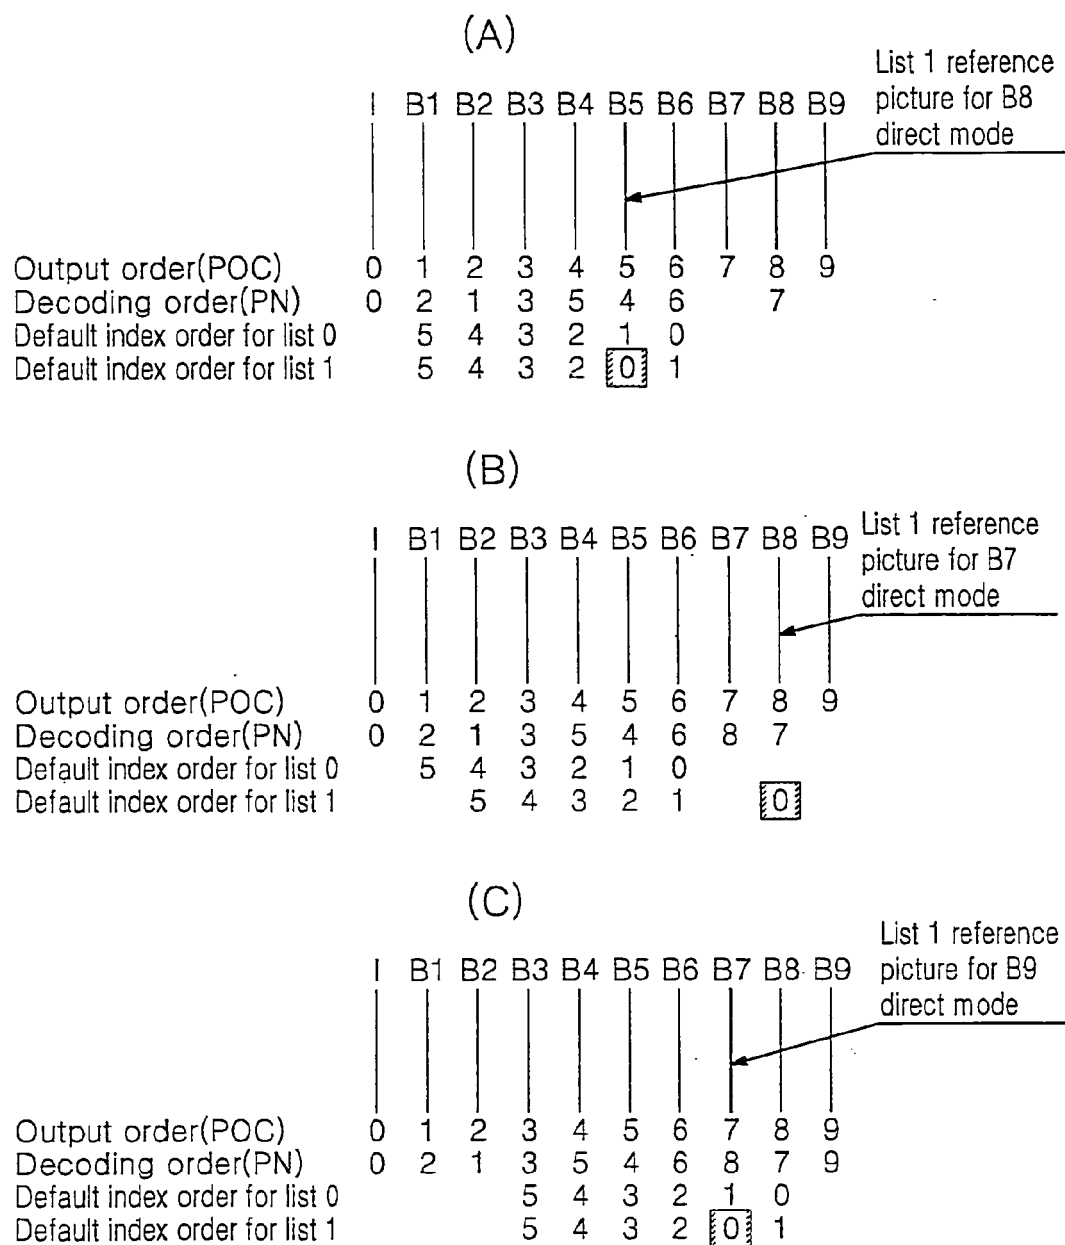 (A)
List 1 reference
picture for B8
direct mode
I B1 B2 B3 B4 B5 B6 B7 B8 B9
Output order(POC) 0 1 2 3 4 5 6 7 8 9
Decoding order(PN) 0 2 1 3 5 4 6 7
Default index order for list 0 5 4 3 2 1 0
Default index order for list 1 5 4 3 2 0 1
(B)
List 1 reference
picture for B7
direct mode
I B1 B2 B3 B4 B5 B6 B7 B8 B9
Output order(POC) 0 1 2 3 4 5 6 7 8 9
Decoding order(PN) 0 2 1 3 5 4 6 8 7
Default index order for list 0 5 4 3 2 1 0
Default index order for list 1 5 4 3 2 1 0
(C)
List 1 reference
picture for B9
direct mode
I B1 B2 B3 B4 B5 B6 B7 B8 B9
Output order(POC) 0 1 2 3 4 5 6 7 8 9
Decoding order(PN) 0 2 1 3 5 4 6 8 7 9
Default index order for list 0 5 4 3 2 1 0
Default index order for list 1 5 4 3 2 0 1